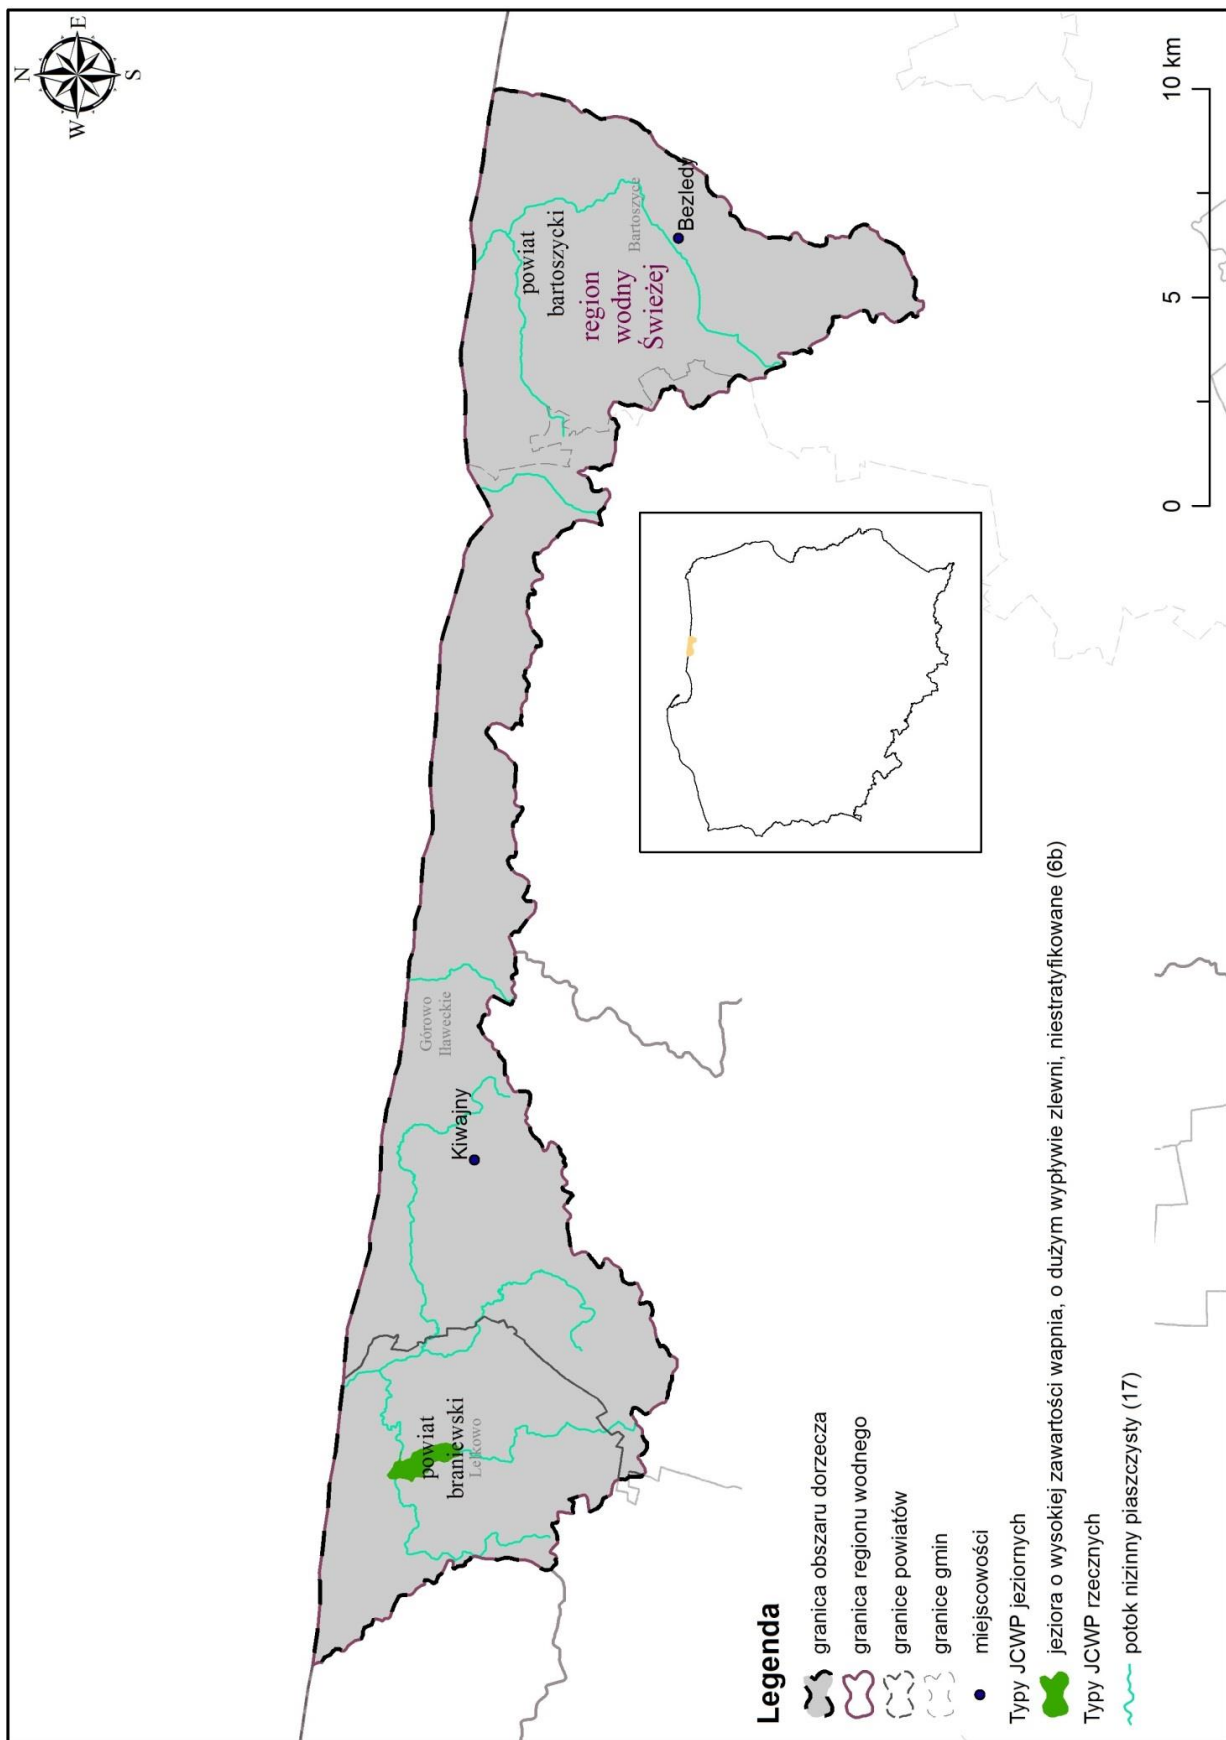 N
W
E
S
powiat
bartoszycki
region
wodny
Świeżej
Bartoszyce
Bezledy
Górowo
Iławeckie
Kiwajny
powiat
braniewski
Lelkowo
Legenda
granica obszaru dorzecza
granica regionu wodnego
granice powiatów
granice gmin
miejscowości
Typy JCWP jeziornych
jeziora o wysokiej zawartości wapnia, o dużym wypływie zlewni, niestratyfikowane (6b)
Typy JCWP rzecznych
potok nizinny piaszczysty (17)
0
5
10 km